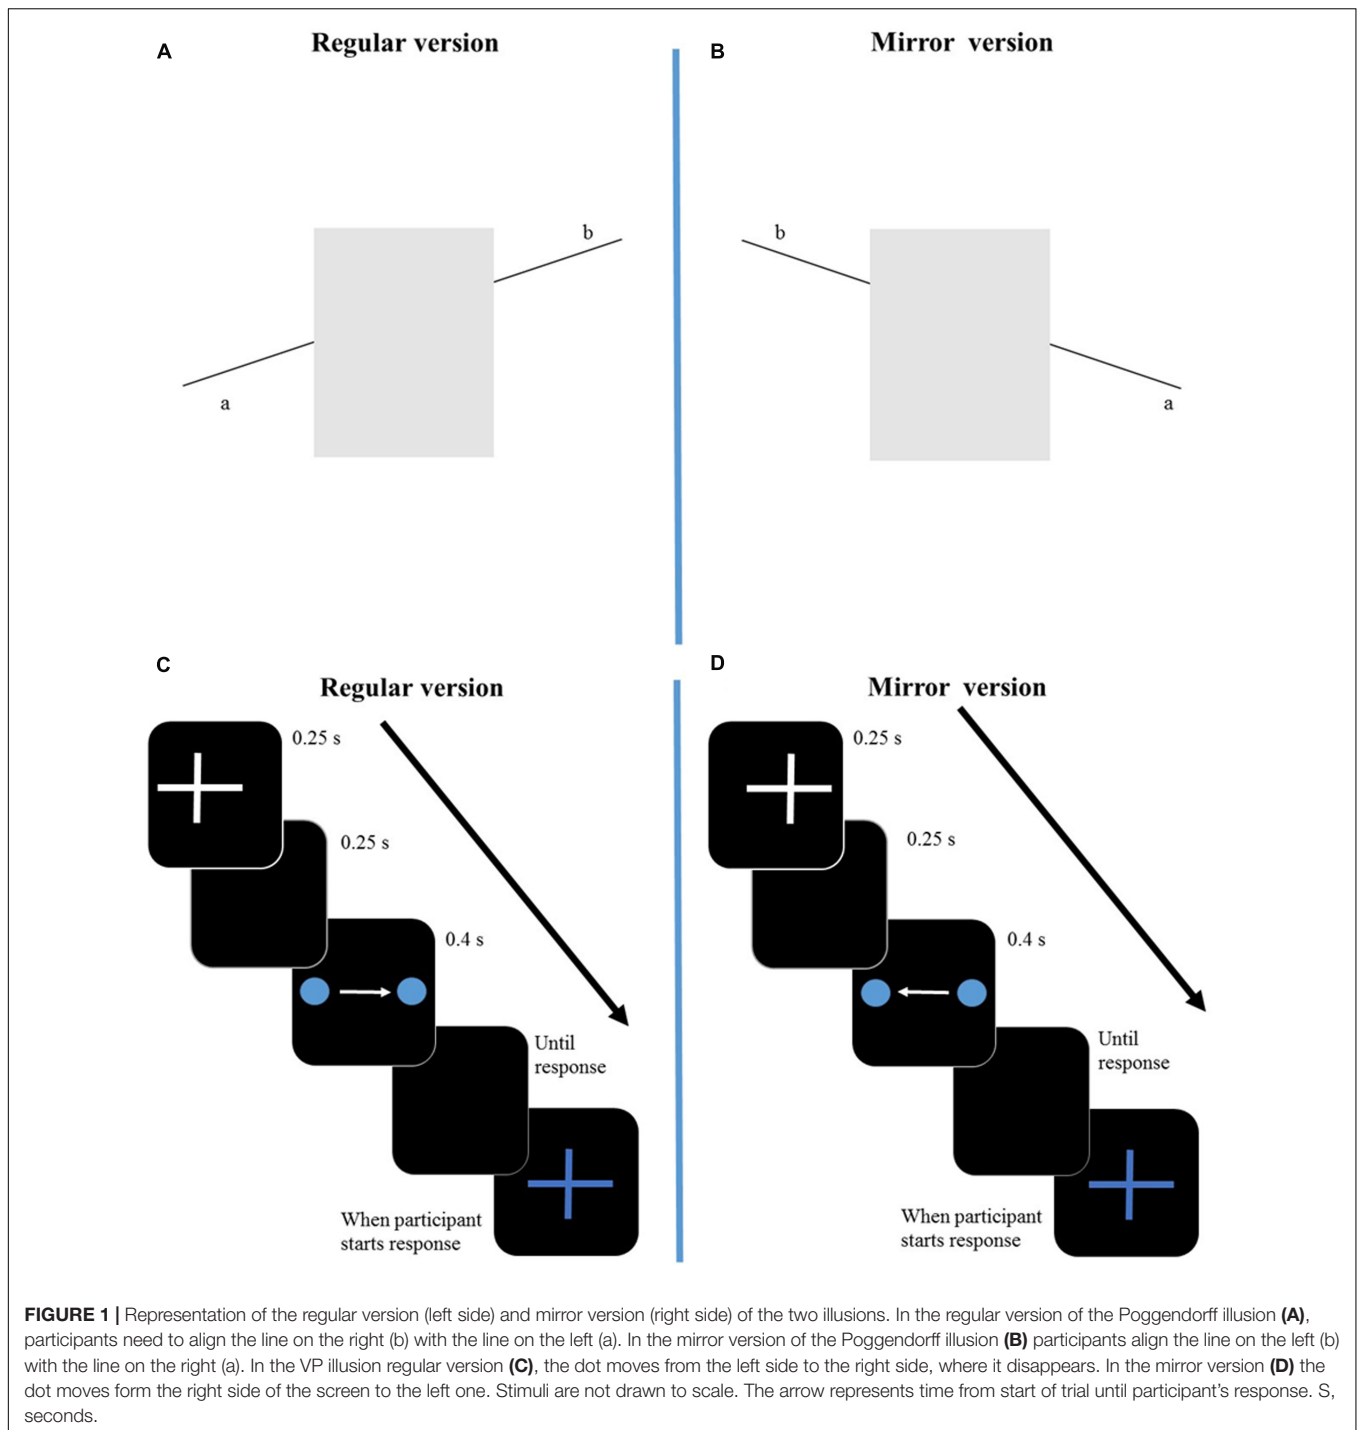 A
Regular version
B
Mirror version
b
a
b
a
C
Regular version
0.25 s
0.25 s
0.4 s
Until
response
When participant
starts response
D
Mirror version
0.25 s
0.25 s
0.4 s
Until
response
When participant
starts response
FIGURE 1 | Representation of the regular version (left side) and mirror version (right side) of the two illusions. In the regular version of the Poggendorff illusion (A),
participants need to align the line on the right (b) with the line on the left (a). In the mirror version of the Poggendorff illusion (B) participants align the line on the left (b)
with the line on the right (a). In the VP illusion regular version (C), the dot moves from the left side to the right side, where it disappears. In the mirror version (D) the
dot moves form the right side of the screen to the left one. Stimuli are not drawn to scale. The arrow represents time from start of trial until participant's response. S,
seconds.